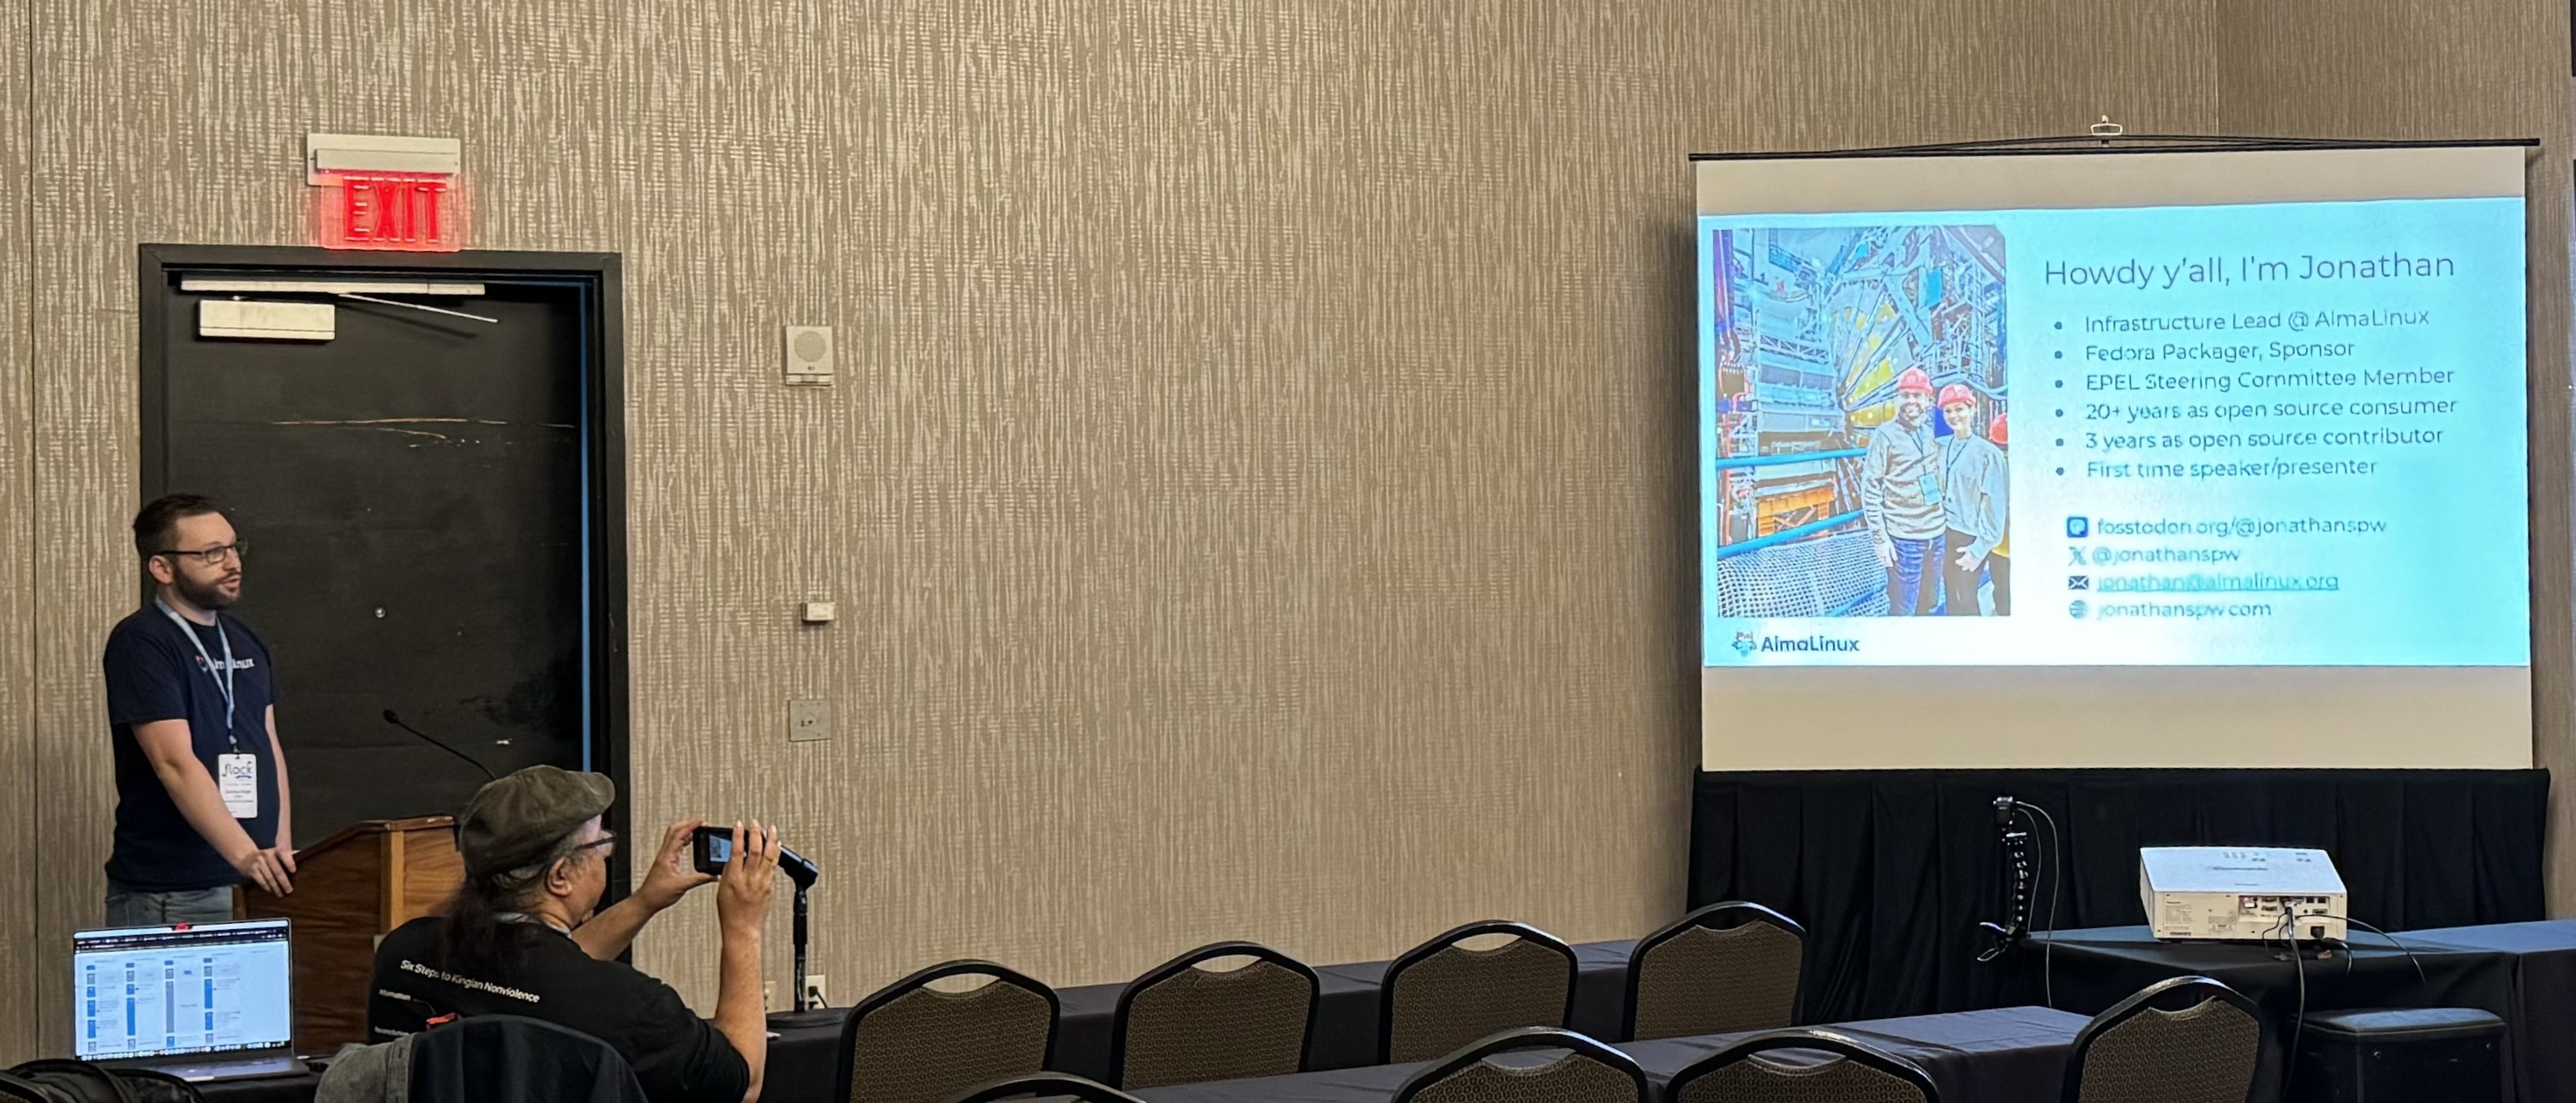 EXIT
Howdy y'all, I'm Jonathan
Infrastructure Lead @ AlmaLinux
Fedora Packager, Sponsor
EPEL Steering Committee Member
20+ years as open source consumer
3 years as open source contributor
First time speaker/presenter
fosstodon.org/@jonathanspw
@jonathanspw
jonathan@almalinux.org
jonathanspw.com
AlmaLinux
flock
Six Steps to Kingian Nonviolence